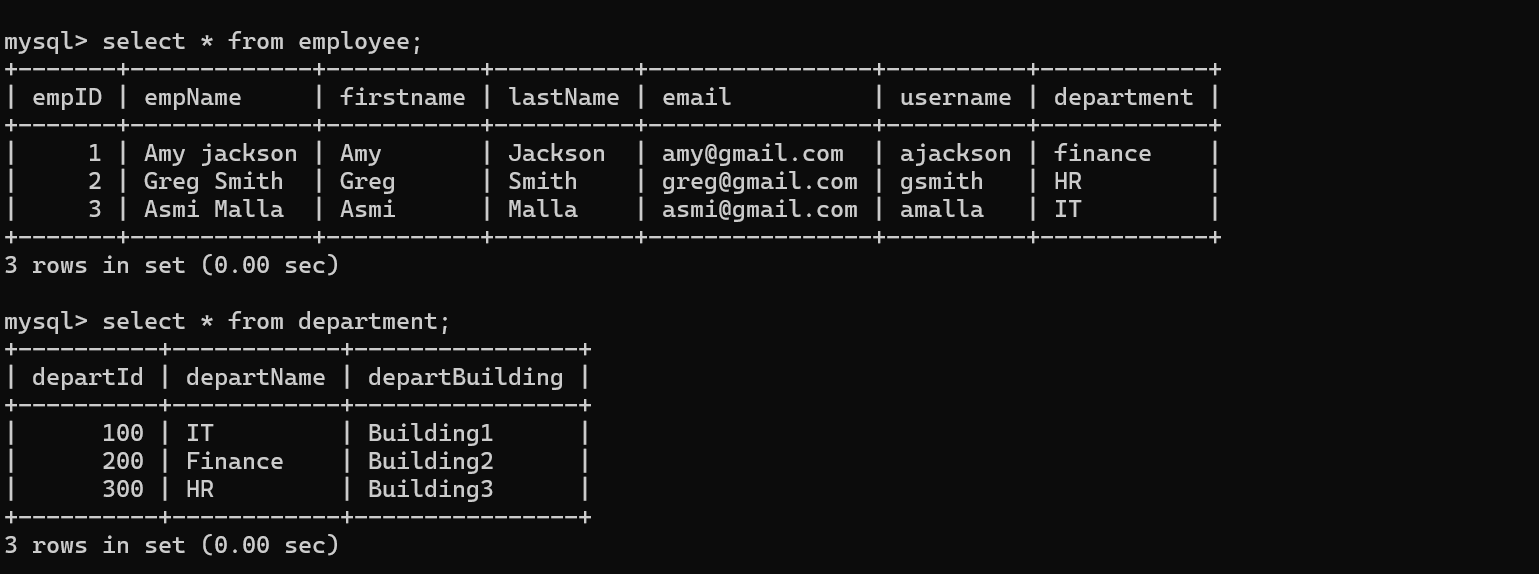 mysql> select * from employee;
+-------+-------------+-----------+----------+----------------+----------+------------+
| empID | empName     | firstname | lastName | email          | username | department |
+-------+-------------+-----------+----------+----------------+----------+------------+
|     1 | Amy jackson | Amy       | Jackson  | amy@gmail.com  | ajackson | finance    |
|     2 | Greg Smith  | Greg      | Smith    | greg@gmail.com | gsmith   | HR         |
|     3 | Asmi Malla  | Asmi      | Malla    | asmi@gmail.com | amalla   | IT         |
+-------+-------------+-----------+----------+----------------+----------+------------+
3 rows in set (0.00 sec)

mysql> select * from department;
+----------+------------+----------------+
| departId | departName | departBuilding |
+----------+------------+----------------+
|      100 | IT         | Building1      |
|      200 | Finance    | Building2      |
|      300 | HR         | Building3      |
+----------+------------+----------------+
3 rows in set (0.00 sec)